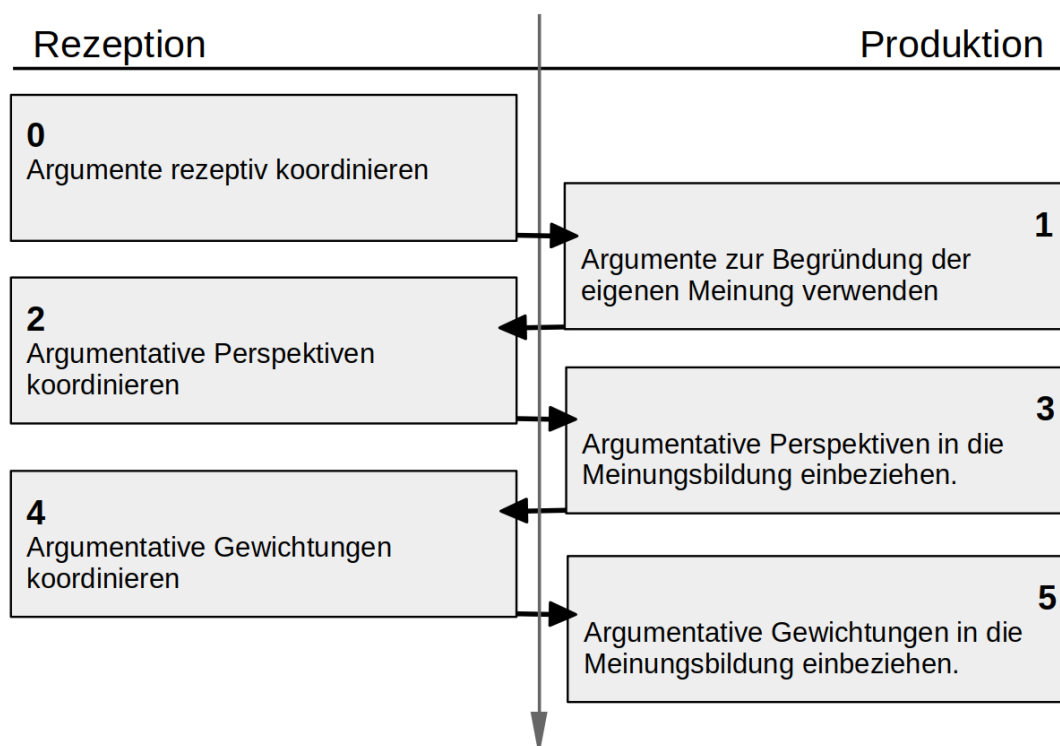 Rezeption
Produktion
0
Argumente rezeptiv koordinieren
1
Argumente zur Begründung der
eigenen Meinung verwenden
2
Argumentative Perspektiven
koordinieren
3
Argumentative Perspektiven in die
Meinungsbildung einbeziehen.
4
Argumentative Gewichtungen
koordinieren
5
Argumentative Gewichtungen in die
Meinungsbildung einbeziehen.